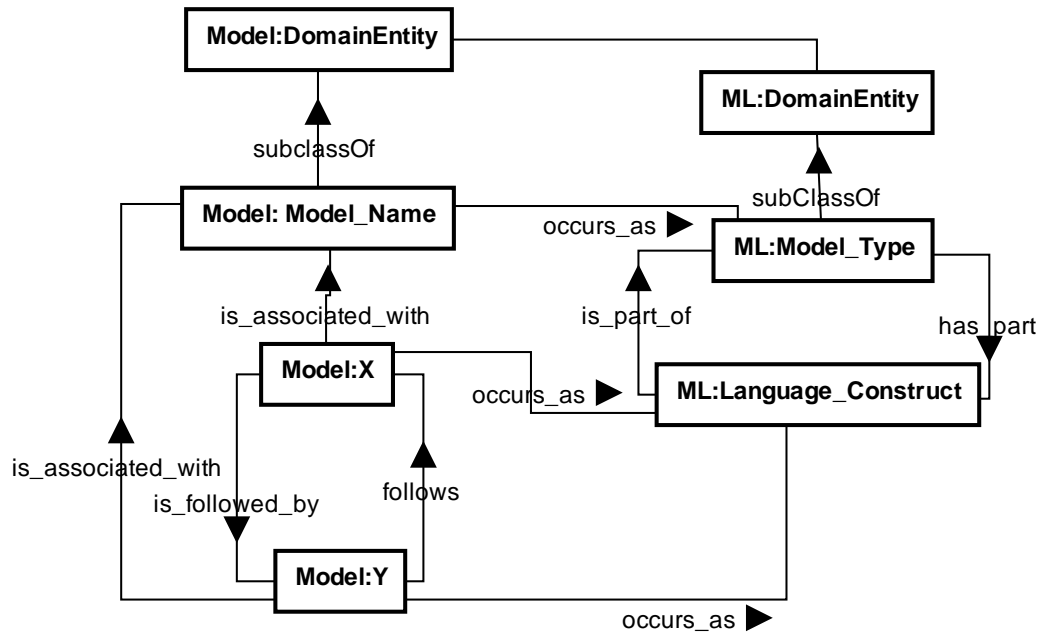 Model:DomainEntity
ML:DomainEntity
subclassOf
subClassOf
Model: Model_Name
occurs_as
ML:Model_Type
is_associated_with
is_part_of
has_part
Model:X
occurs_as
ML:Language_Construct
is_associated_with
is_followed_by
follows
Model:Y
occurs_as